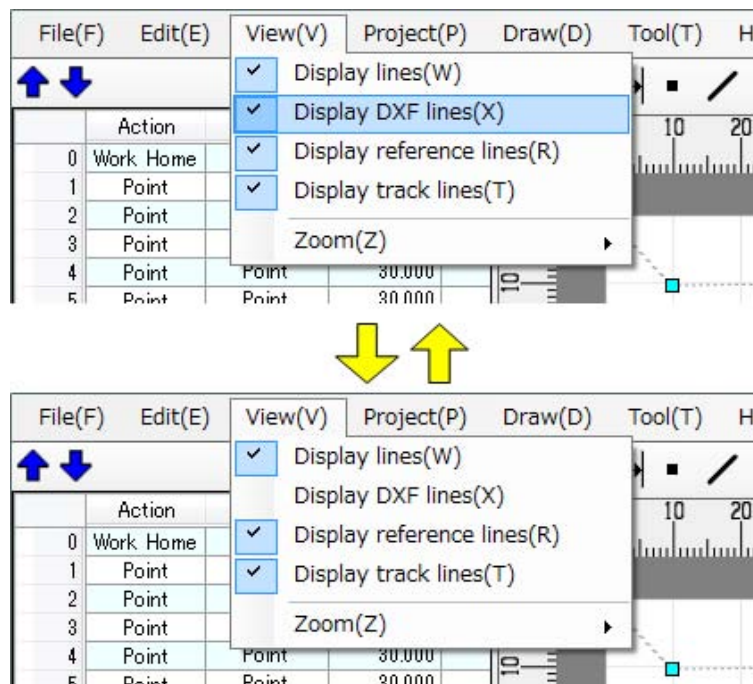 File(F) Edit(E) View(V) Project(P) Draw(D) Tool(T) H
Display lines(W)
Display DXF lines(X)
Display reference lines(R)
Display track lines(T)
Zoom(Z)
Action
10 20
0 Work Home
1 Point
2 Point
3 Point
4 Point Point 30.000
5 Point Point 30.000
10
File(F) Edit(E) View(V) Project(P) Draw(D) Tool(T) H
Display lines(W)
Display DXF lines(X)
Display reference lines(R)
Display track lines(T)
Zoom(Z)
Action
10 20
0 Work Home
1 Point
2 Point
3 Point
4 Point Point 30.000
5 Point Point 30.000
10